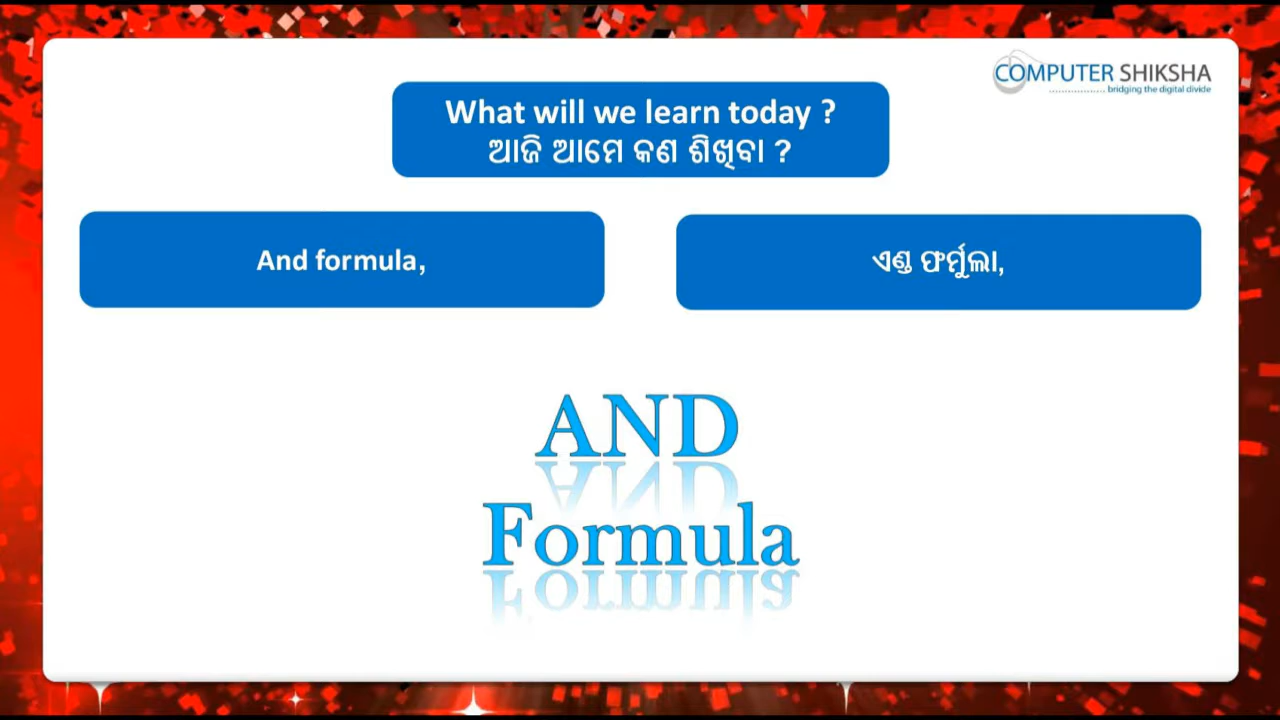 COMPUTER SHIKSHA
bridging the digital divide
What will we learn today ?
ଆଜି ଆମେ କଣ ଶିଖିବା ?
And formula,
ଏଣ୍ଡ ଫର୍ମୁଲା,
AND
Formula